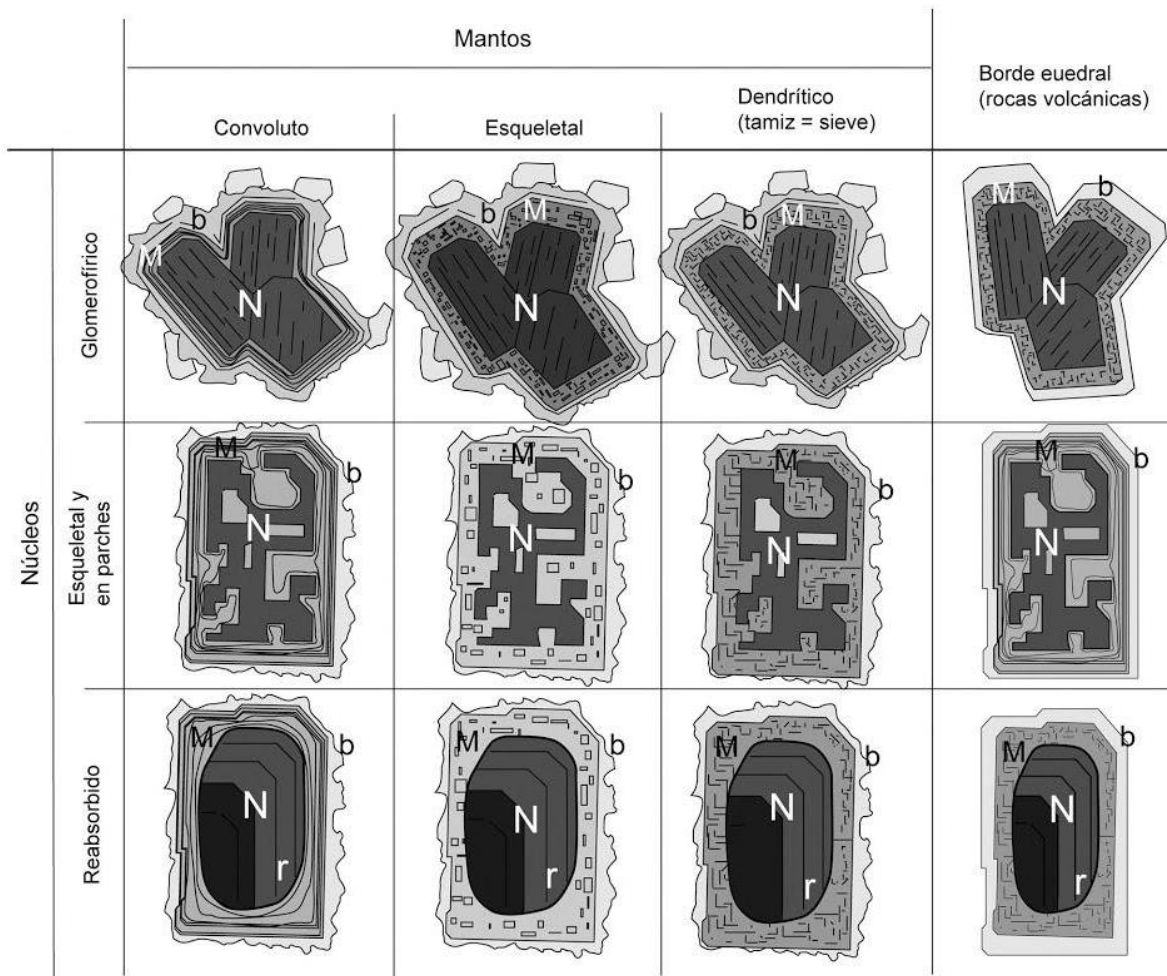 Mantos
Borde euedral
(rocas volcánicas)
Convoluto
Esqueletal
Dendrítico
(tamiz = sieve)
Núcleos
Glomerofírico
M
b
N
b
M
N
b
M
N
M
b
N
Esqueletal y
en parches
M
b
N
M
b
N
M
b
N
M
b
N
Reabsorbido
M
b
N
r
M
b
N
r
M
b
N
r
M
b
N
r